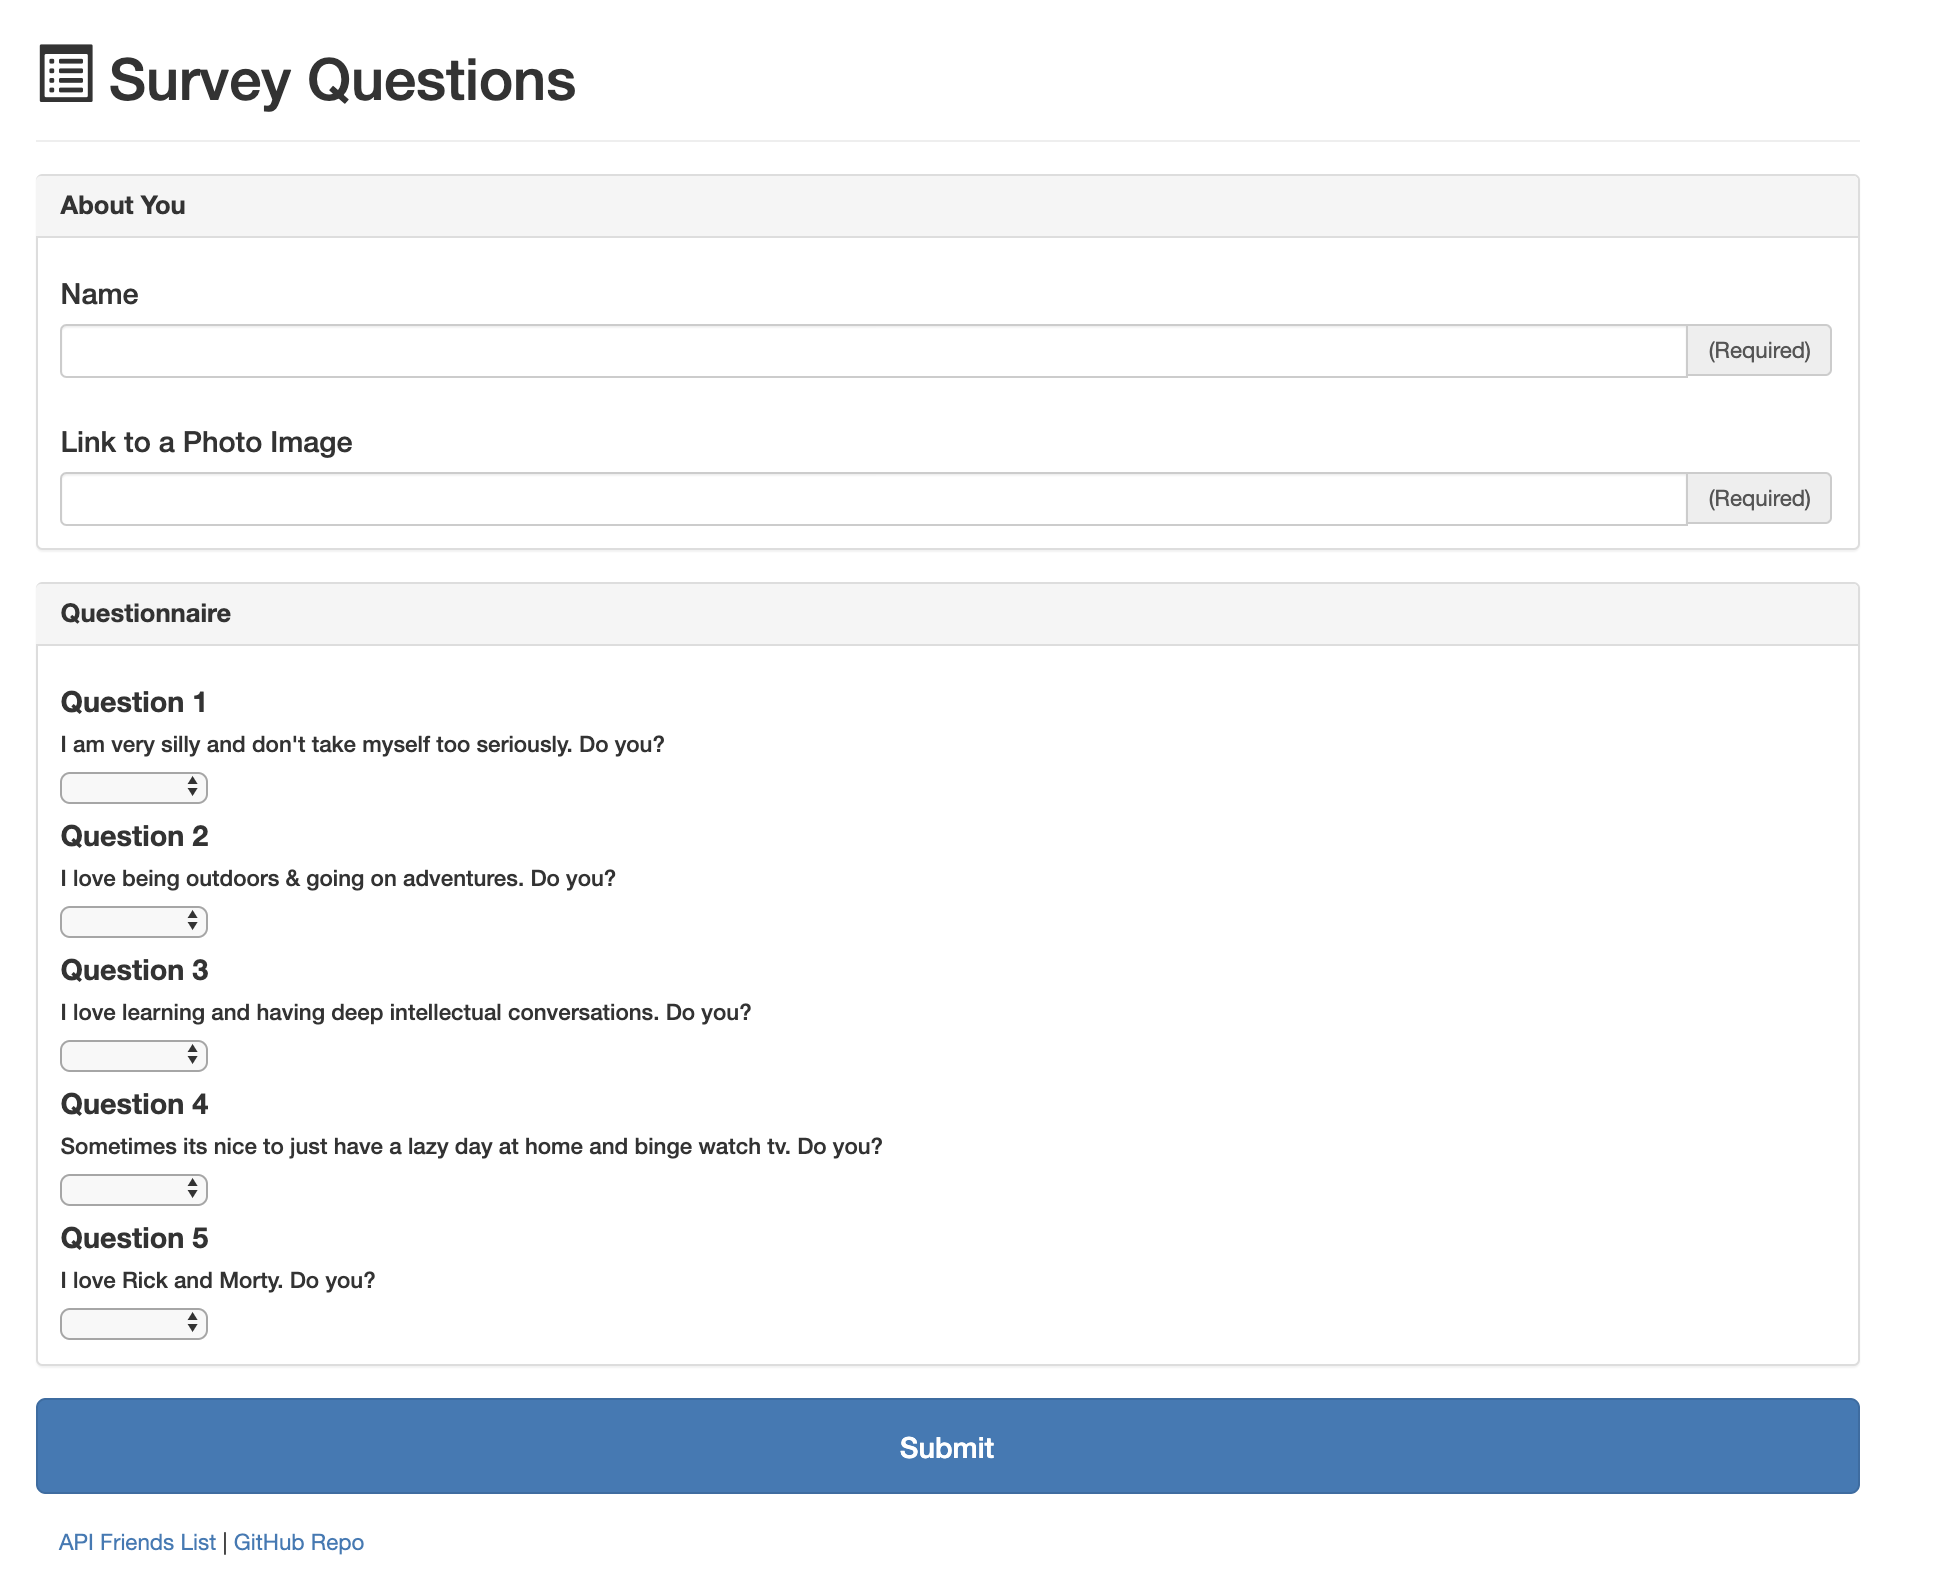 Survey Questions
About You
Name
(Required)
Link to a Photo Image
(Required)
Questionnaire
Question 1
I am very silly and don't take myself too seriously. Do you?
Question 2
I love being outdoors & going on adventures. Do you?
Question 3
I love learning and having deep intellectual conversations. Do you?
Question 4
Sometimes its nice to just have a lazy day at home and binge watch tv. Do you?
Question 5
I love Rick and Morty. Do you?
Submit
API Friends List | GitHub Repo